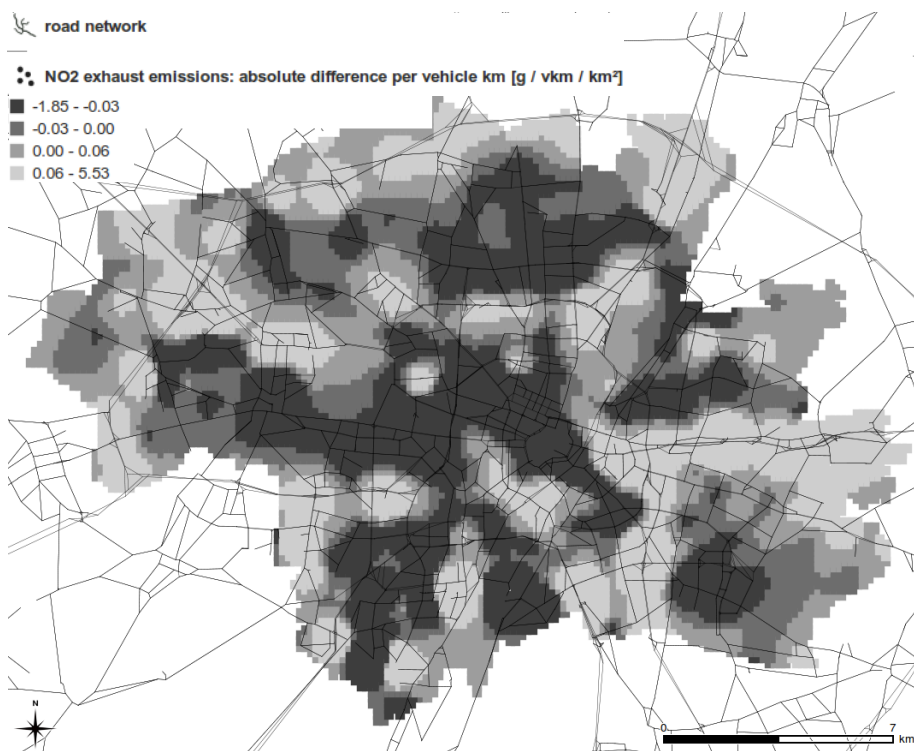 road network
NO2 exhaust emissions: absolute difference per vehicle km [g / vkm / km²]
-1.85 - -0.03
-0.03 - 0.00
0.00 - 0.06
0.06 - 5.53
N
0 7
km